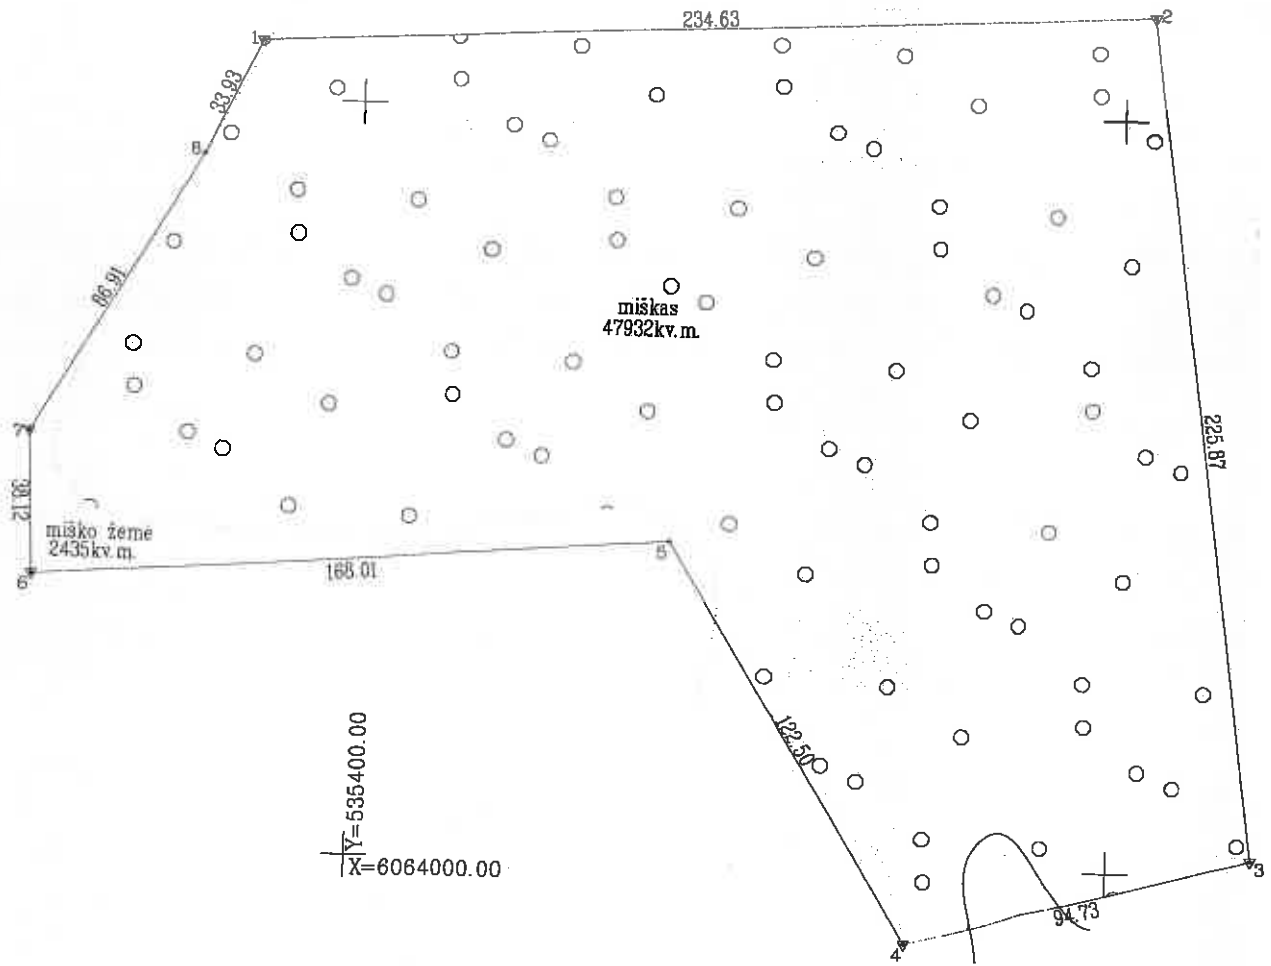 234.63
1
2
33.93
8
86.91
miškas
47932kv.m.
7
225.87
38.12
miško žemė
2435kv.m.
5
6
168.01
122.50
Y=535400.00
X=6064000.00
3
94.73
4